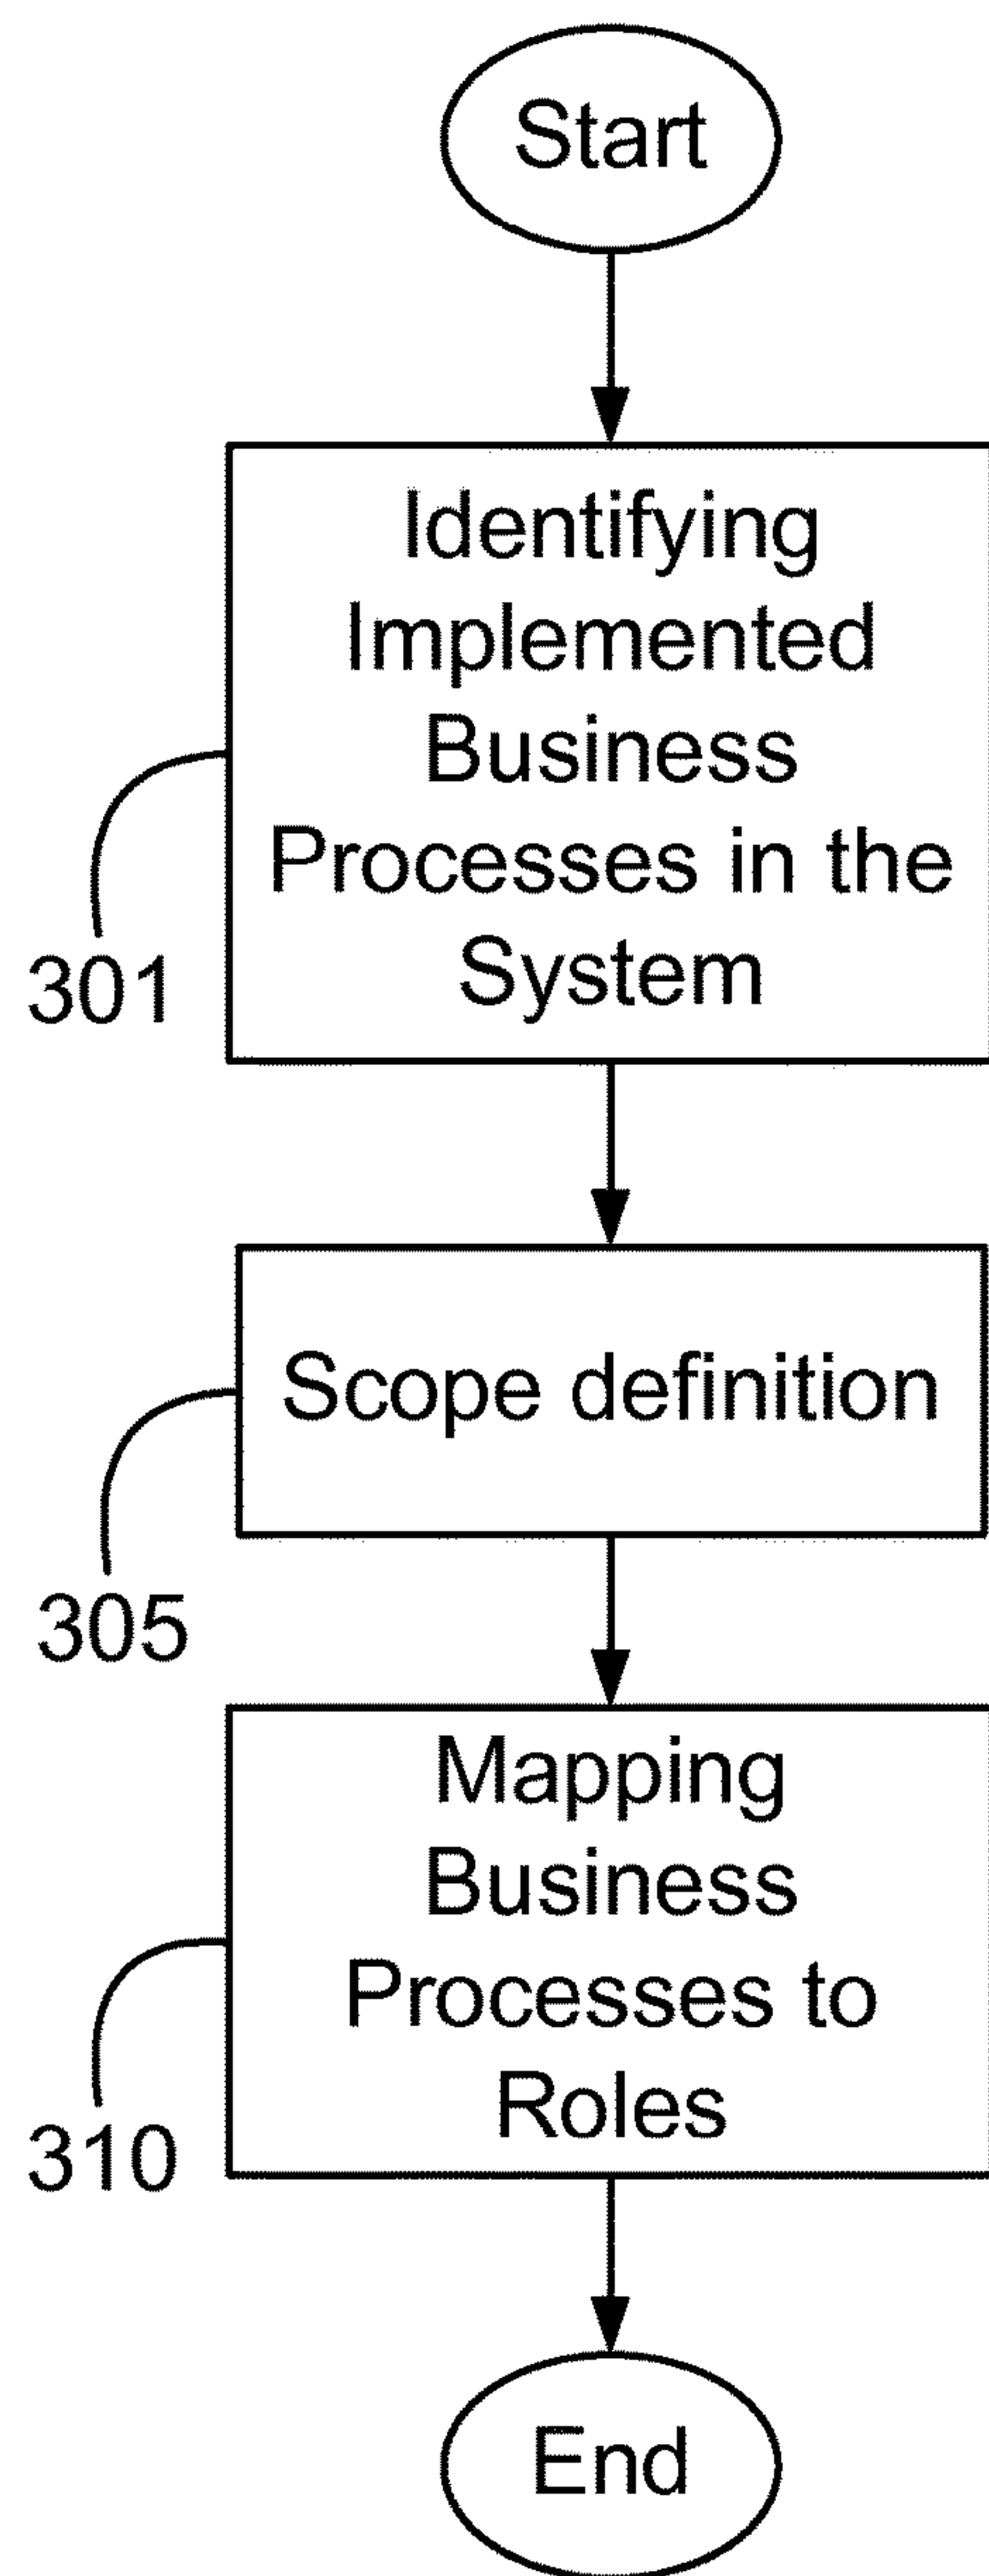 Start
Identifying
Implemented
Business
Processes in the
System
301
Scope definition
305
Mapping
Business
Processes to
Roles
310
End